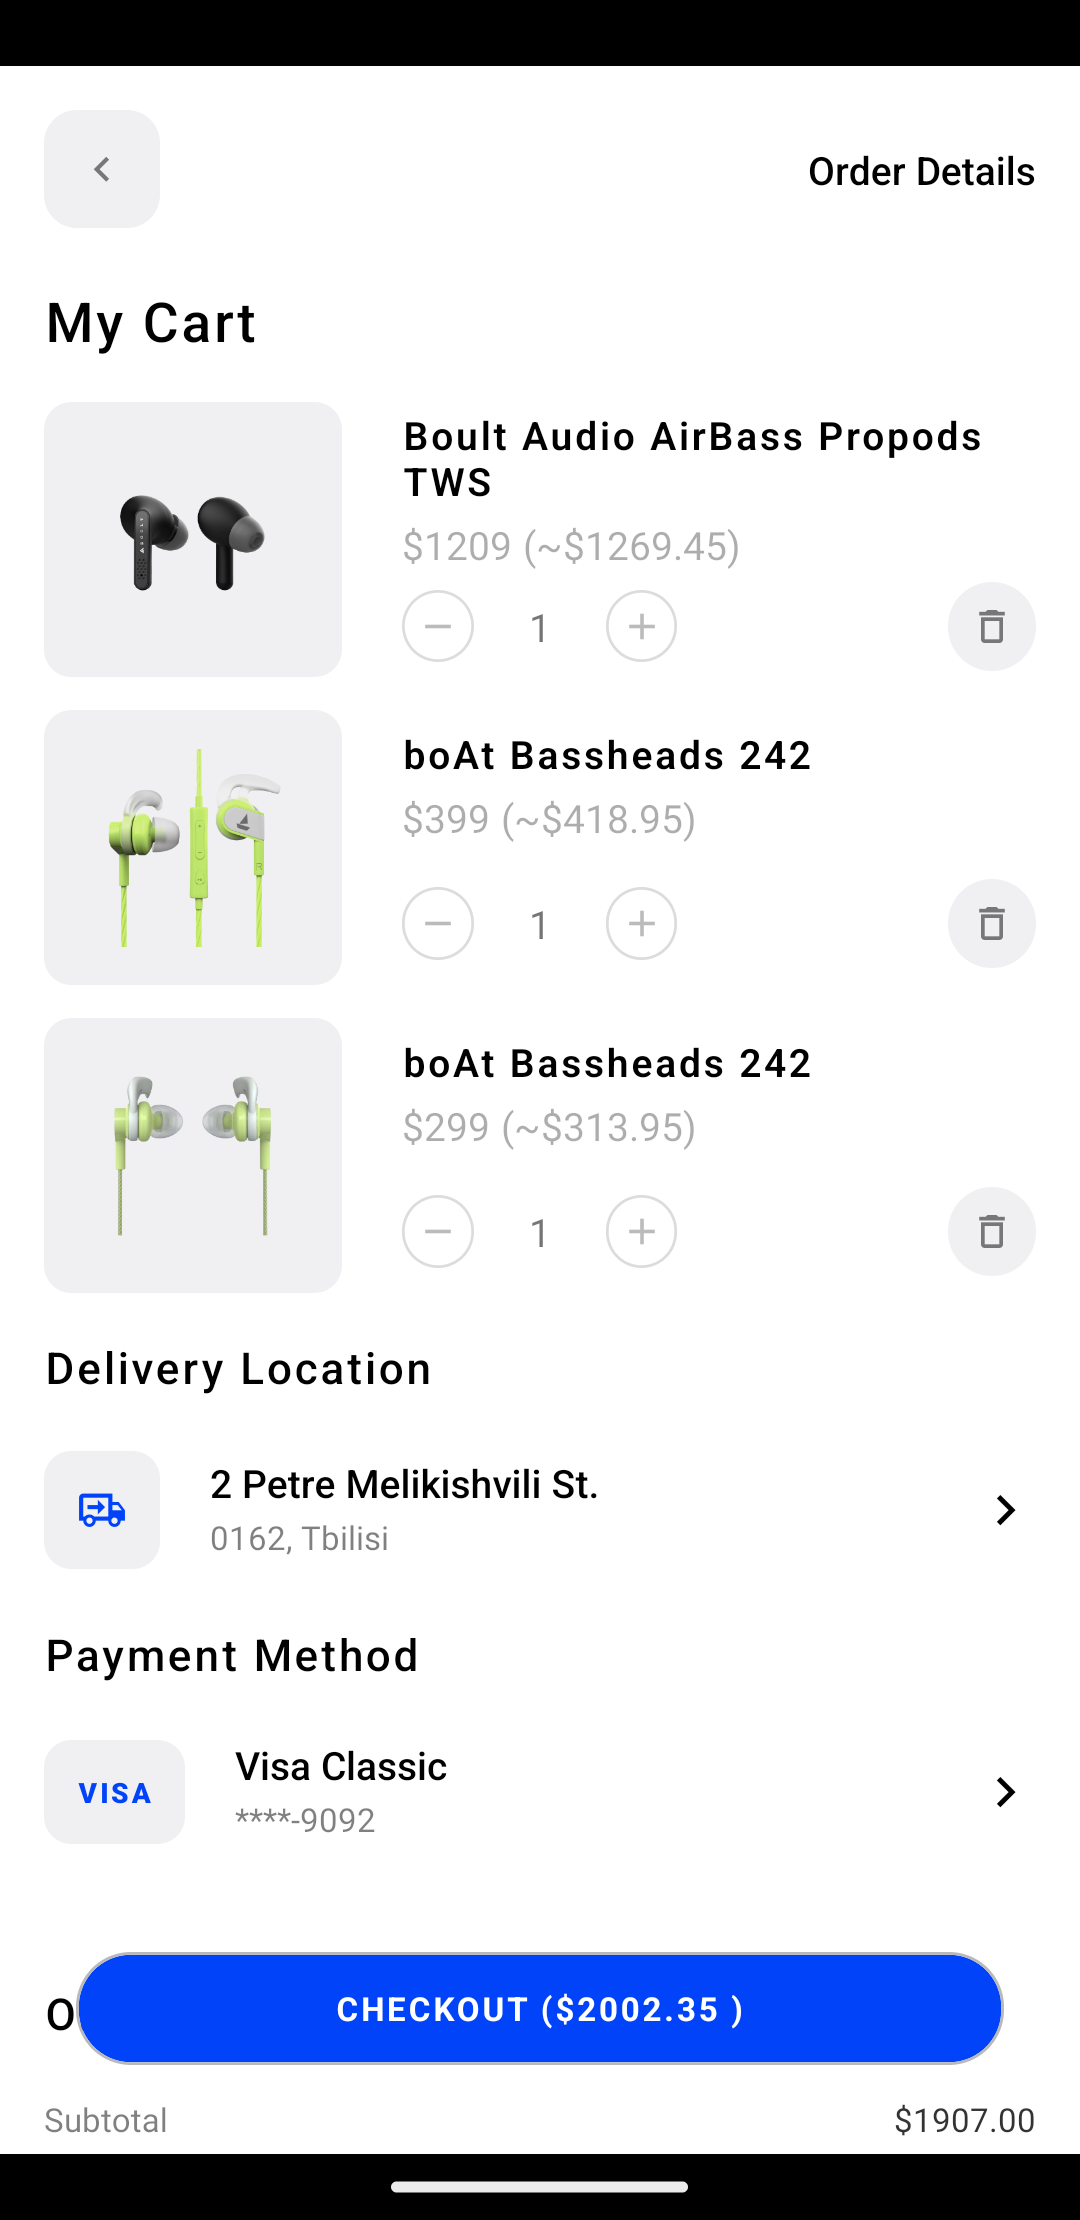 Order Details
My Cart
Boult Audio AirBass Propods
TWS
$1209 (~$1269.45)
1
boAt Bassheads 242
$399 (~$418.95)
1
boAt Bassheads 242
$299 (~$313.95)
1
Delivery Location
2 Petre Melikishvili St.
0162, Tbilisi
Payment Method
VISA
Visa Classic
****-9092
O
CHECKOUT ($2002.35 )
Subtotal
$1907.00